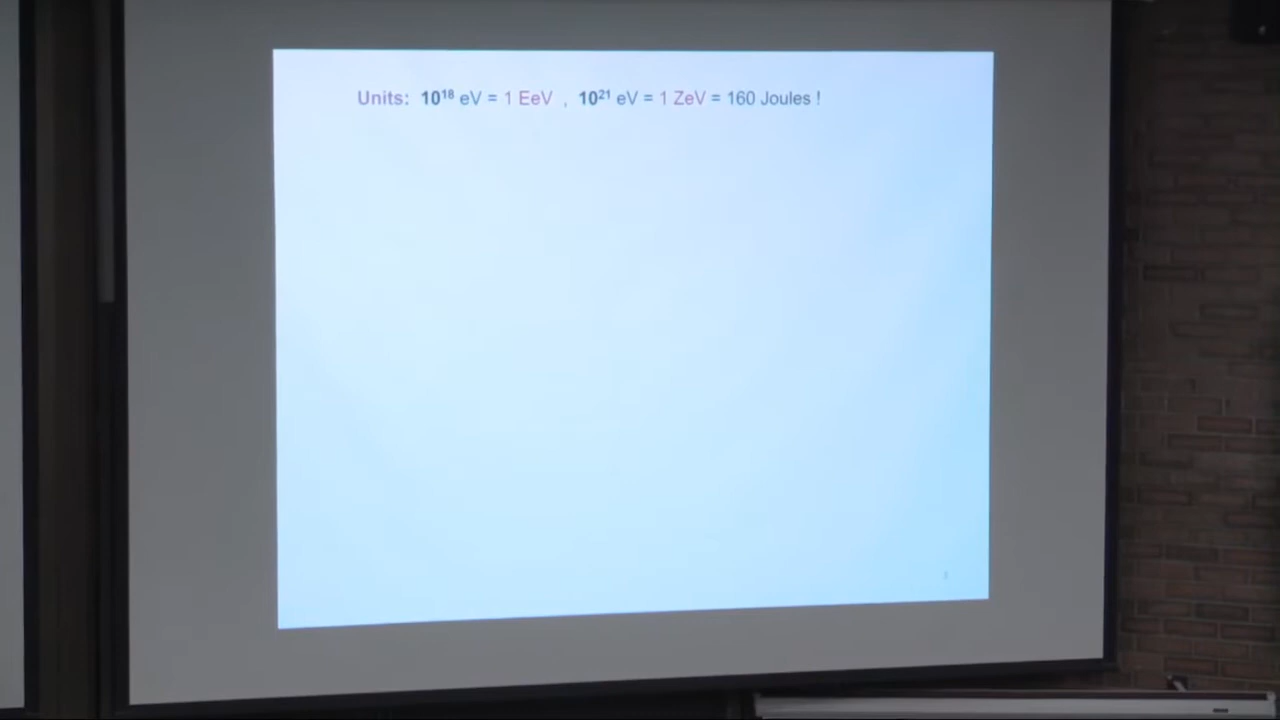 Units: 10¹⁸ eV = 1 EeV , 10²¹ eV = 1 ZeV = 160 Joules !